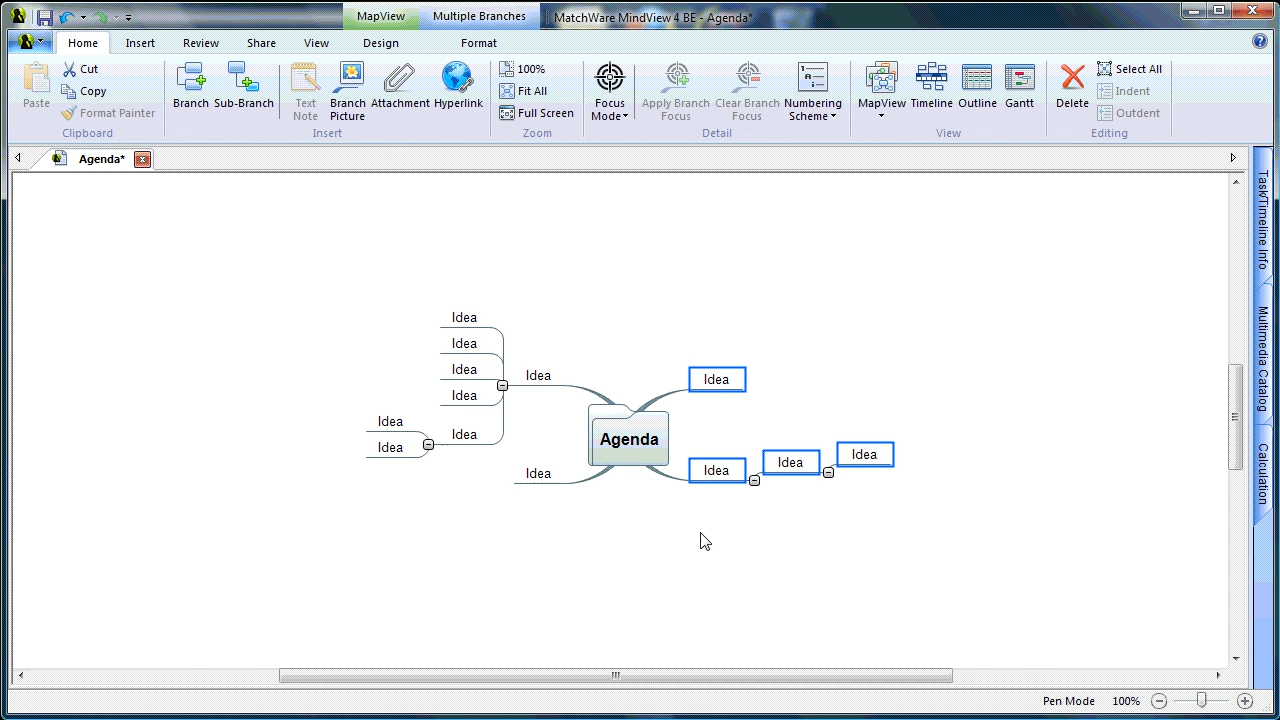 MapView Multiple Branches MatchWare MindView 4 BE - Agenda*
Home Insert Review Share View Design Format
Paste Cut Copy Format Painter
Clipboard
Branch Sub-Branch
Text Note Branch Picture Attachment Hyperlink
Insert
100% Fit All Full Screen
Zoom
Focus Mode Apply Branch Focus Clear Branch Focus Numbering Scheme
Detail
MapView Timeline Outline Gantt
View
Delete Select All Indent Outdent
Editing
Agenda*
Task/Timeline Info
Multimedia Catalog
Calculation
Idea
Idea
Idea
Idea
Idea
Idea
Idea
Idea
Idea
Agenda
Idea
Idea
Idea
Idea
Pen Mode 100%